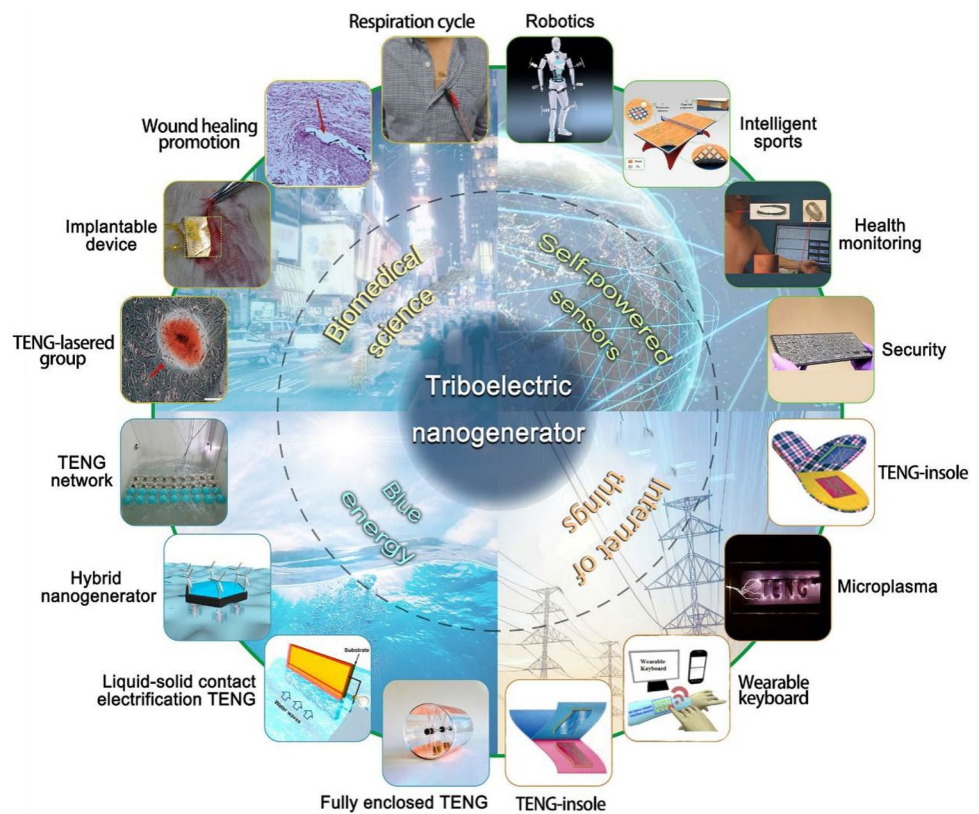 Respiration cycle
Robotics
Wound healing
promotion
Intelligent
sports
Implantable
device
Health
monitoring
Biomedical
science
Self-powered
sensors
TENG-lasered
group
Security
Triboelectric
nanogenerator
TENG
network
TENG-insole
Blue
energy
Internet of
things
Hybrid
nanogenerator
TENG
Microplasma
Liquid-solid contact
electrification TENG
Substrate
Water waves
Wearable
Keyboard
Wearable
keyboard
Fully enclosed TENG
TENG-insole